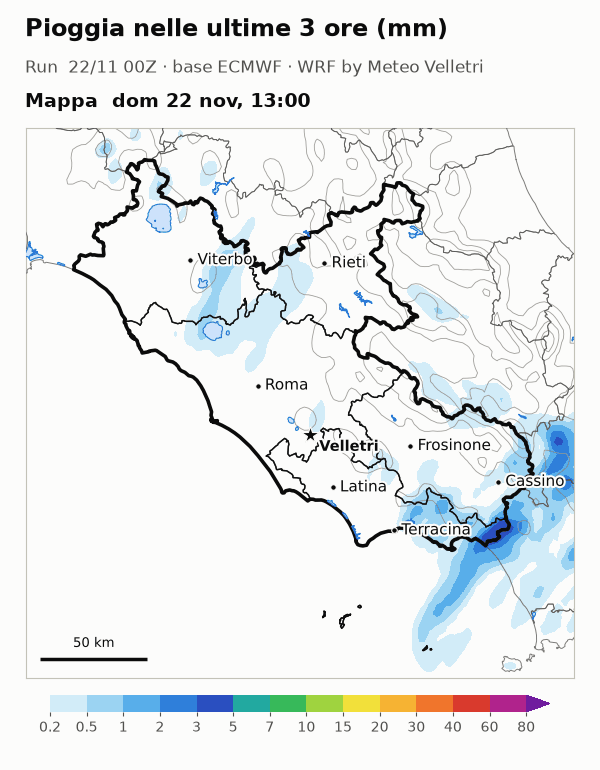 Pioggia nelle ultime 3 ore (mm)
Run  22/11 00Z · base ECMWF · WRF by Meteo Velletri
Mappa  dom 22 nov, 13:00
Viterbo
Rieti
Roma
Velletri
Frosinone
Latina
Cassino
Terracina
50 km
0.2 0.5 1 2 3 5 7 10 15 20 30 40 60 80